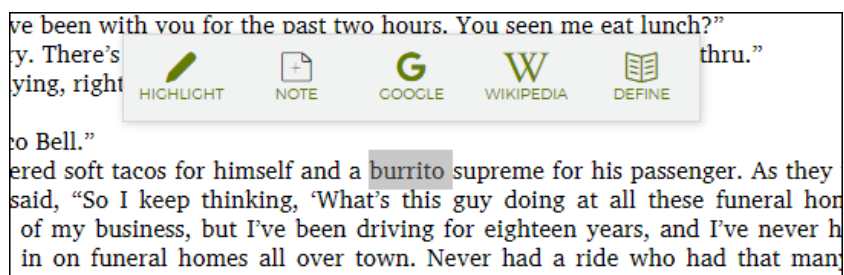 ve been with you for the past two hours. You seen me eat lunch?”
ry. There’s thru.”
ying, right
HIGHLIGHT NOTE GOOGLE WIKIPEDIA DEFINE
co Bell.”
ered soft tacos for himself and a burrito supreme for his passenger. As they
said, “So I keep thinking, ‘What’s this guy doing at all these funeral hon
of my business, but I’ve been driving for eighteen years, and I’ve never h
in on funeral homes all over town. Never had a ride who had that many